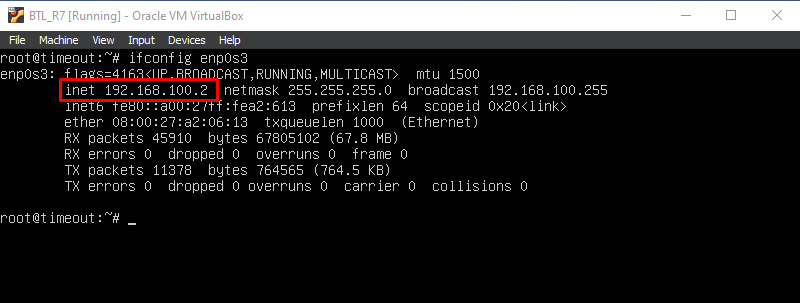 BTL_R7 [Running] - Oracle VM VirtualBox
File Machine View Input Devices Help
root@timeout:~# ifconfig enp0s3
enp0s3: flags=4163<UP,BROADCAST,RUNNING,MULTICAST> mtu 1500
inet 192.168.100.2 netmask 255.255.255.0 broadcast 192.168.100.255
inet6 fe80::a00:27ff:fea2:613 prefixlen 64 scopeid 0x20<link>
ether 08:00:27:a2:06:13 txqueuelen 1000 (Ethernet)
RX packets 45910 bytes 67805102 (67.8 MB)
RX errors 0 dropped 0 overruns 0 frame 0
TX packets 11378 bytes 764565 (764.5 KB)
TX errors 0 dropped 0 overruns 0 carrier 0 collisions 0
root@timeout:~# _